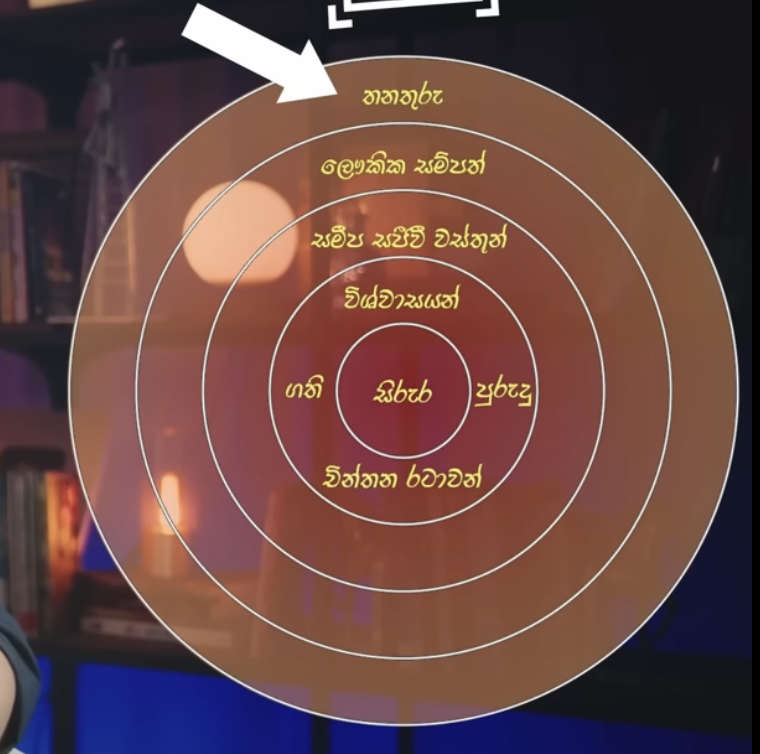 තනතුරු
ලෞකික සම්පත්
සමීප සජීවී වස්තූන්
විශ්වාසයන්
ගති
සිරුර
පුරුදු
චින්තන රටාවන්